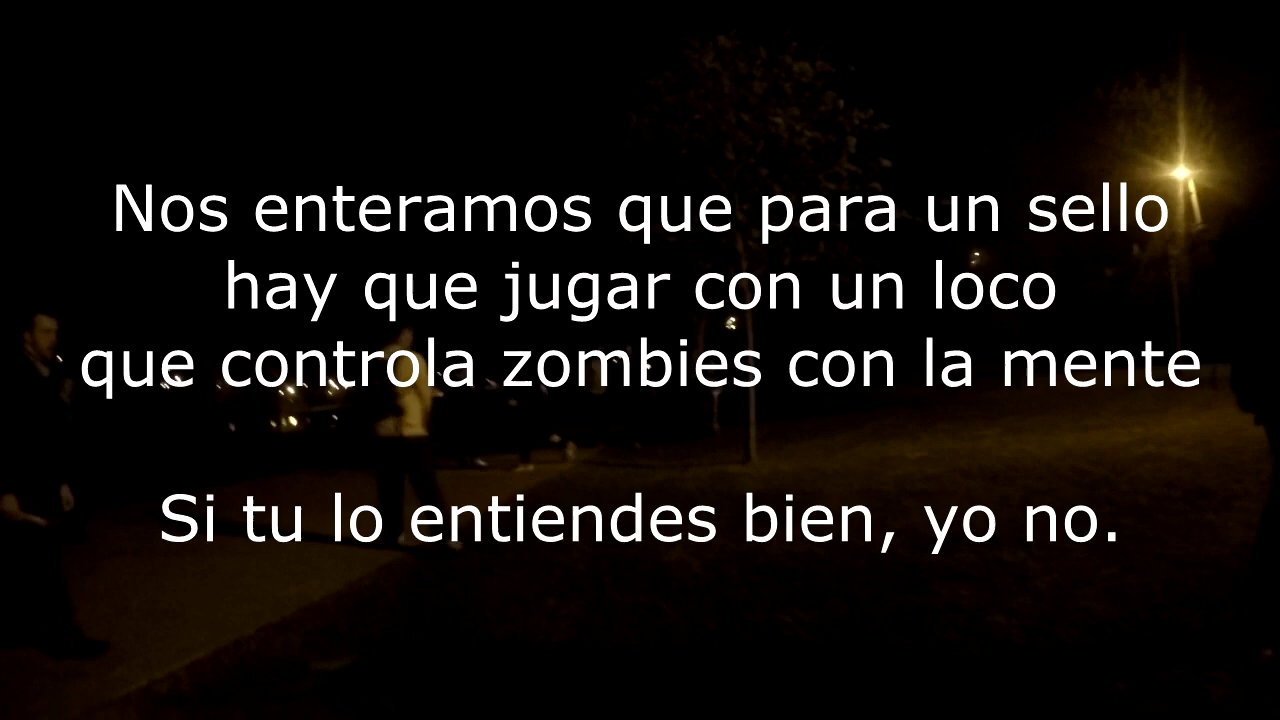 Nos enteramos que para un sello
hay que jugar con un loco
que controla zombies con la mente
Si tu lo entiendes bien, yo no.